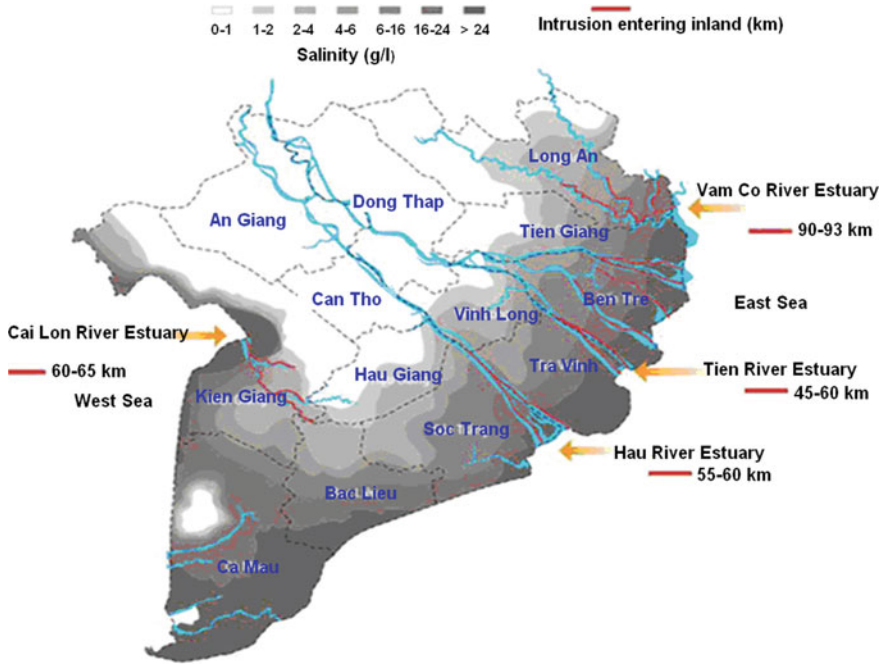 0-1 1-2 2-4 4-6 6-16 16-24 > 24
Salinity (g/l)
Intrusion entering inland (km)
Long An
Vam Co River Estuary
90-93 km
Dong Thap
An Giang
Tien Giang
Can Tho
Ben Tre
East Sea
Vinh Long
Cai Lon River Estuary
60-65 km
West Sea
Hau Giang
Tra Vinh
Tien River Estuary
45-60 km
Kien Giang
Soc Trang
Hau River Estuary
55-60 km
Bac Lieu
Ca Mau